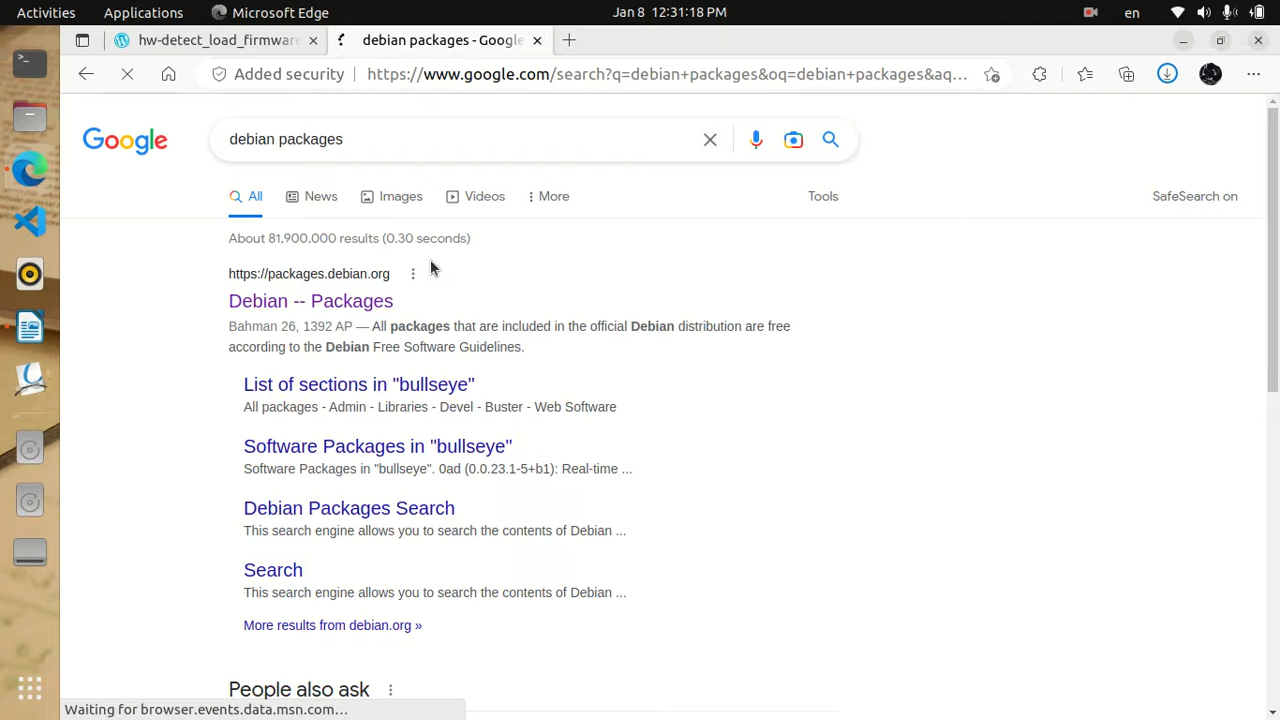 Activities Applications Microsoft Edge Jan 8 12:31:18 PM en
hw-detect_load_firmware debian packages - Google
Added security https://www.google.com/search?q=debian+packages&oq=debian+packages&aq...
Google debian packages
All News Images Videos More Tools SafeSearch on
About 81,900,000 results (0.30 seconds)
https://packages.debian.org
Debian -- Packages
Bahman 26, 1392 AP — All packages that are included in the official Debian distribution are free
according to the Debian Free Software Guidelines.
List of sections in "bullseye"
All packages - Admin - Libraries - Devel - Buster - Web Software
Software Packages in "bullseye"
Software Packages in "bullseye". 0ad (0.0.23.1-5+b1): Real-time ...
Debian Packages Search
This search engine allows you to search the contents of Debian ...
Search
This search engine allows you to search the contents of Debian ...
More results from debian.org »
People also ask
Waiting for browser.events.data.msn.com...